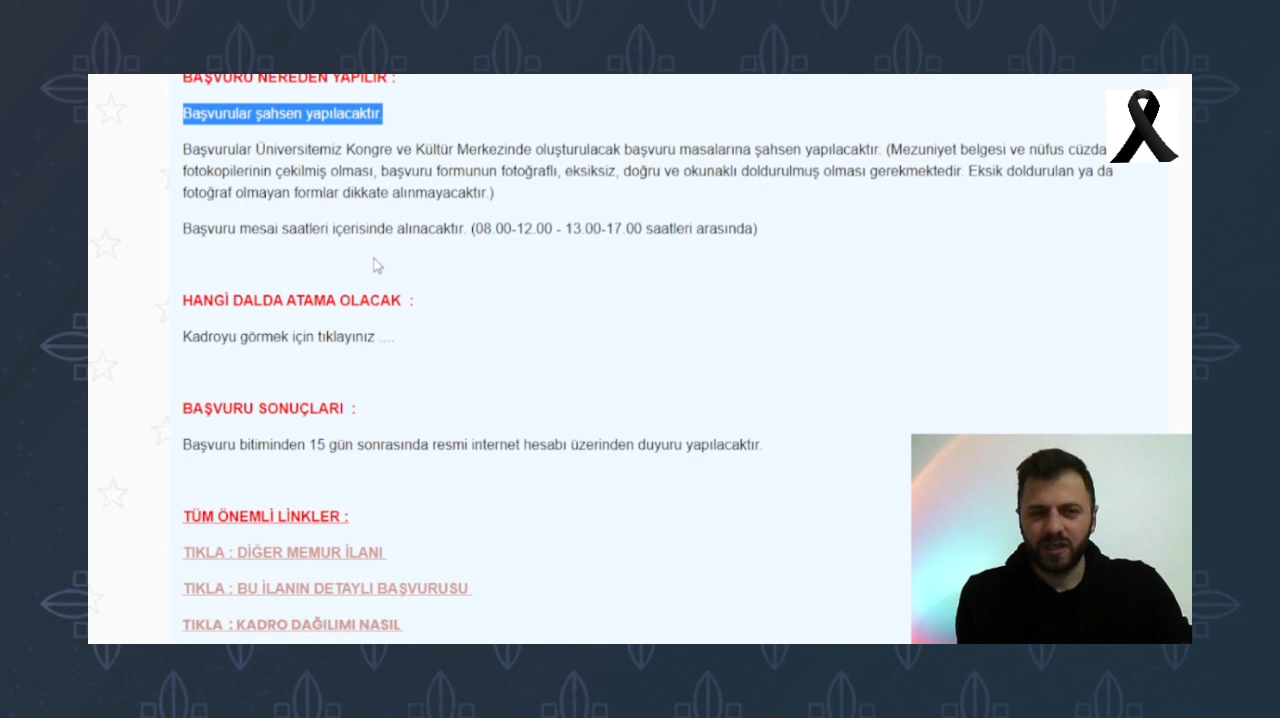 BAŞVURU NEREDEN YAPILIR :
Başvurular şahsen yapılacaktır.
Başvurular Üniversitemiz Kongre ve Kültür Merkezinde oluşturulacak başvuru masalarına şahsen yapılacaktır. (Mezuniyet belgesi ve nüfus cüzda
fotokopilerinin çekilmiş olması, başvuru formunun fotoğraflı, eksiksiz, doğru ve okunaklı doldurulmuş olması gerekmektedir. Eksik doldurulan ya da
fotoğraf olmayan formlar dikkate alınmayacaktır.)
Başvuru mesai saatleri içerisinde alınacaktır. (08.00-12.00 - 13.00-17.00 saatleri arasında)
HANGİ DALDA ATAMA OLACAK :
Kadroyu görmek için tıklayınız ....
BAŞVURU SONUÇLARI :
Başvuru bitiminden 15 gün sonrasında resmi internet hesabı üzerinden duyuru yapılacaktır.
TÜM ÖNEMLİ LİNKLER :
TIKLA : DİĞER MEMUR İLANI
TIKLA : BU İLANIN DETAYLI BAŞVURUSU
TIKLA : KADRO DAĞILIMI NASIL